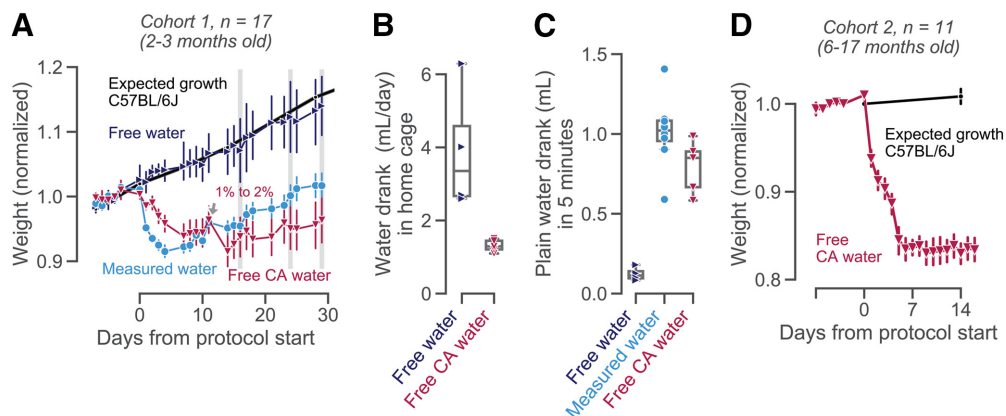 A
Cohort 1, n = 17
(2-3 months old)
Weight (normalized)
1.2
1.1
1.0
0.9
Expected growth
C57BL/6J
Free water
1% to 2%
Measured water
Free CA water
0
10
20
30
Days from protocol start
B
Water drank (mL/day)
in home cage
6
4
2
0
Free water
Free CA water
C
Plain water drank (mL)
in 5 minutes
1.5
1.0
0.5
0.0
Free water
Measured water
Free CA water
D
Cohort 2, n = 11
(6-17 months old)
Weight (normalized)
1.0
0.9
0.8
Expected growth
C57BL/6J
Free
CA water
0
7
14
Days from protocol start